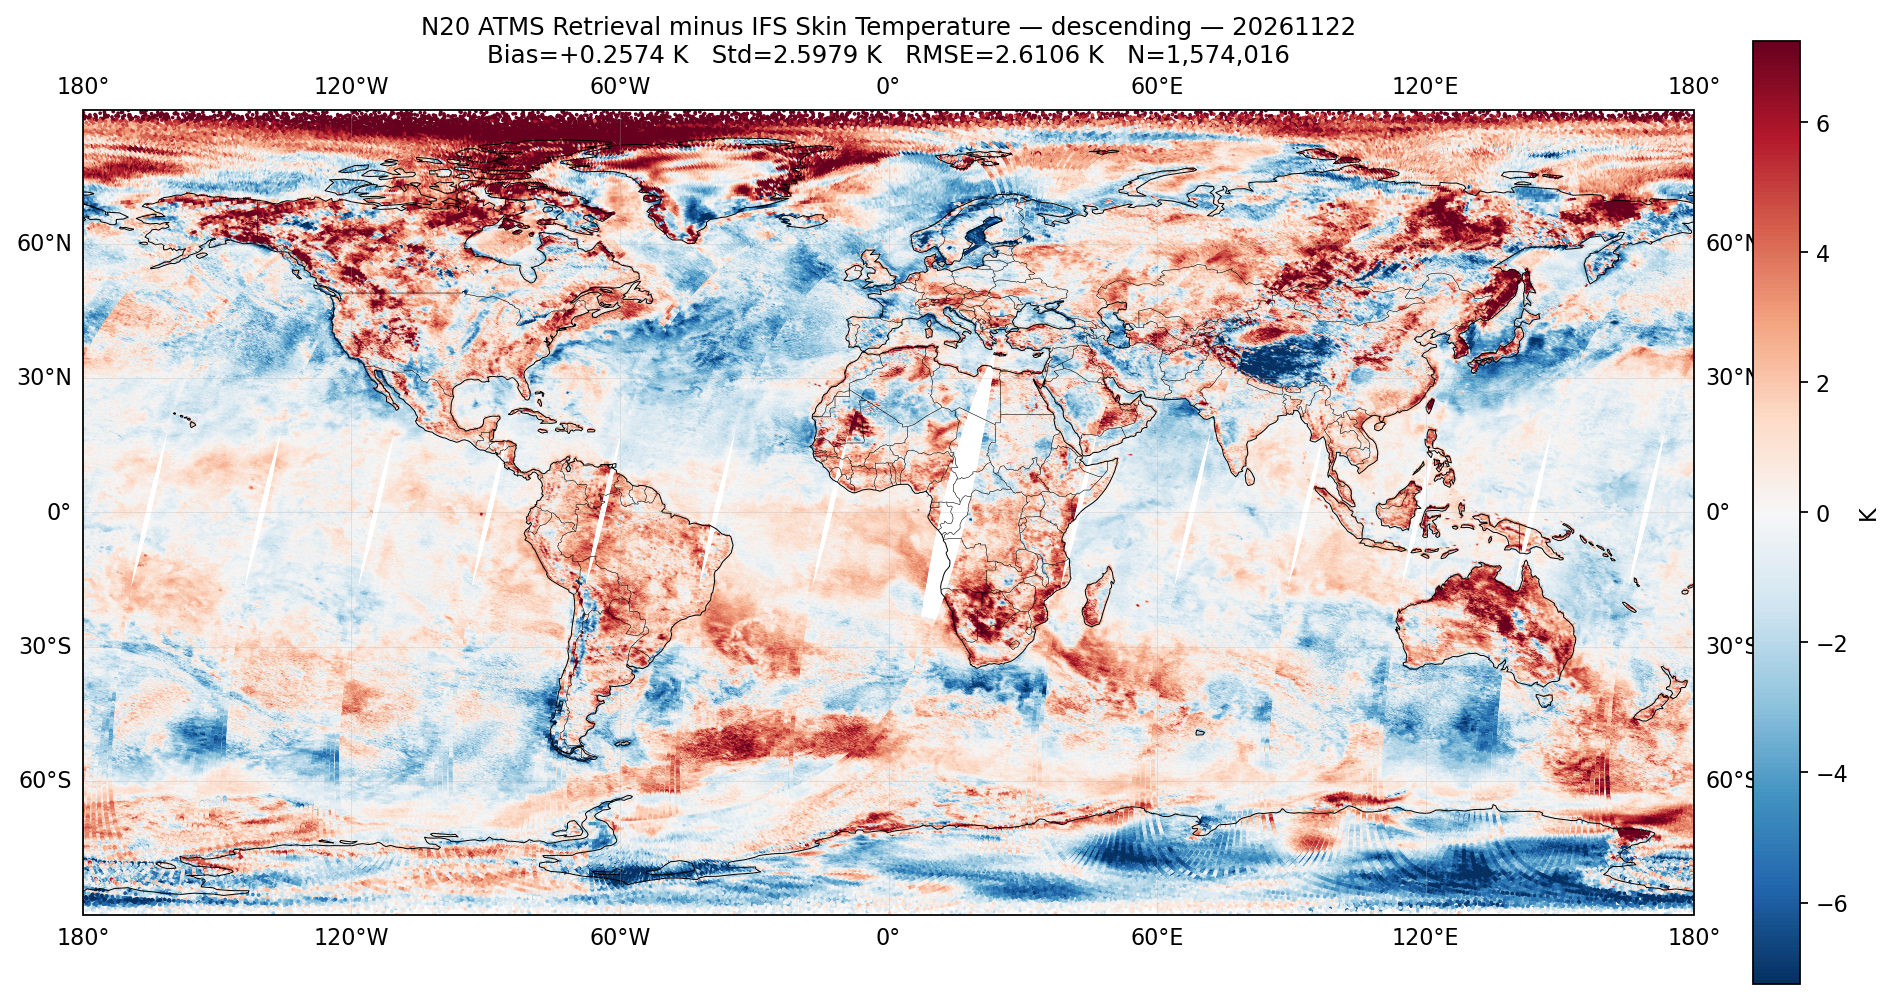 N20 ATMS Retrieval minus IFS Skin Temperature — descending — 20261122
Bias=+0.2574 K   Std=2.5979 K   RMSE=2.6106 K   N=1,574,016
180° 120°W 60°W 0° 60°E 120°E 180°
60°N 60°N
30°N 30°N
0° 0°
30°S 30°S
60°S 60°S
180° 120°W 60°W 0° 60°E 120°E 180°
6
4
2
0
−2
−4
−6
K